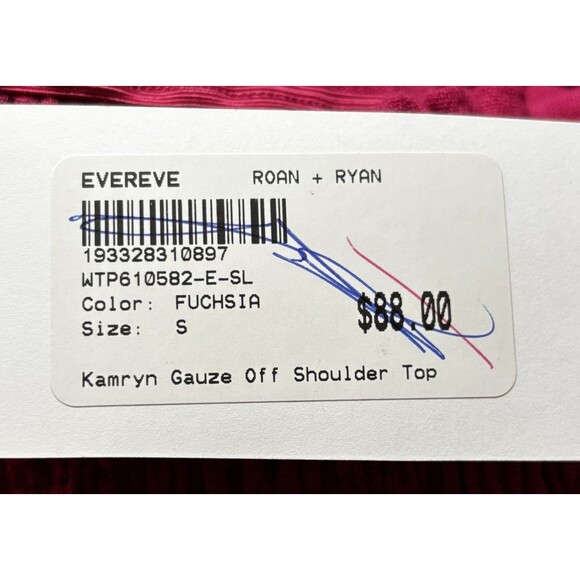 EVEREVE ROAN + RYAN
193328310897
WTP610582-E-SL
Color: FUCHSIA
Size: S
$88.00
Kamryn Gauze Off Shoulder Top